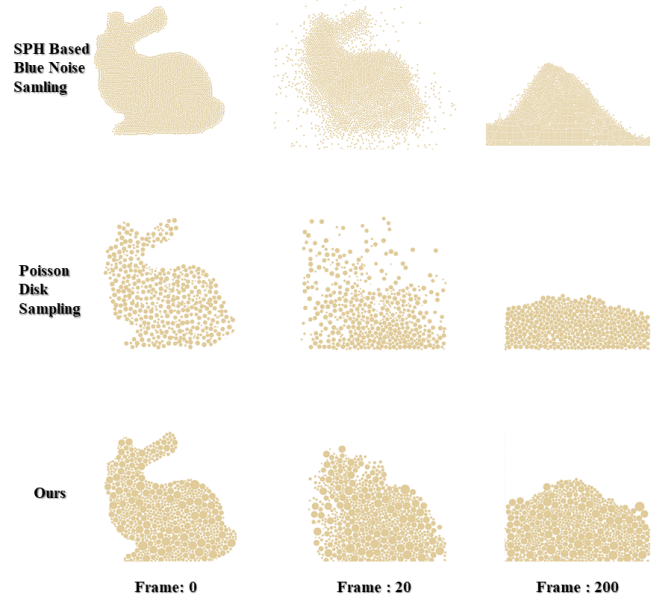 SPH Based
Blue Noise
Samling
Poisson
Disk
Sampling
Ours
Frame: 0
Frame : 20
Frame : 200